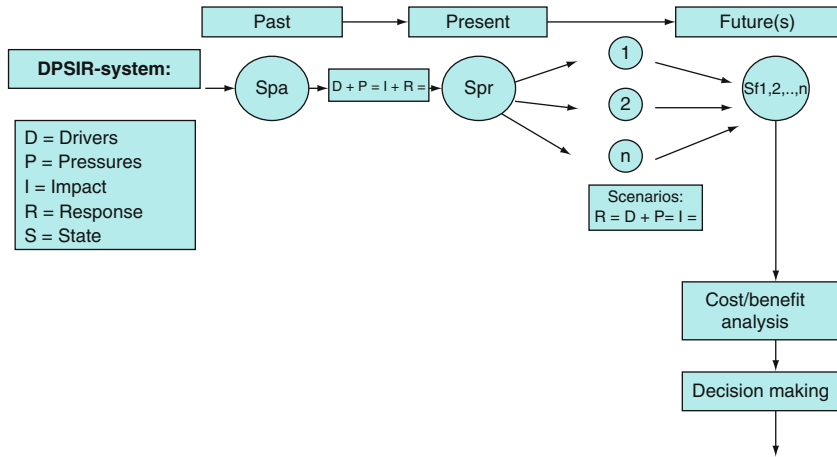 Past
Present
Future(s)
DPSIR-system:
Spa
D + P = I + R =
Spr
1
2
n
Sf1,2,..,n
D = Drivers
P = Pressures
I = Impact
R = Response
S = State
Scenarios:
R = D + P= I =
Cost/benefit
analysis
Decision making